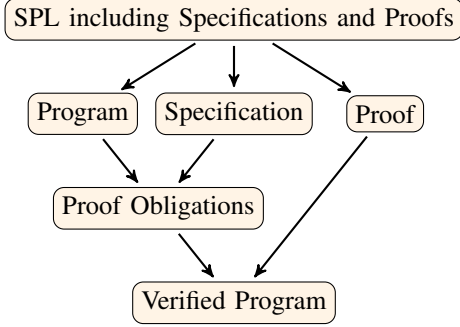 SPL including Specifications and Proofs
Program
Specification
Proof
Proof Obligations
Verified Program